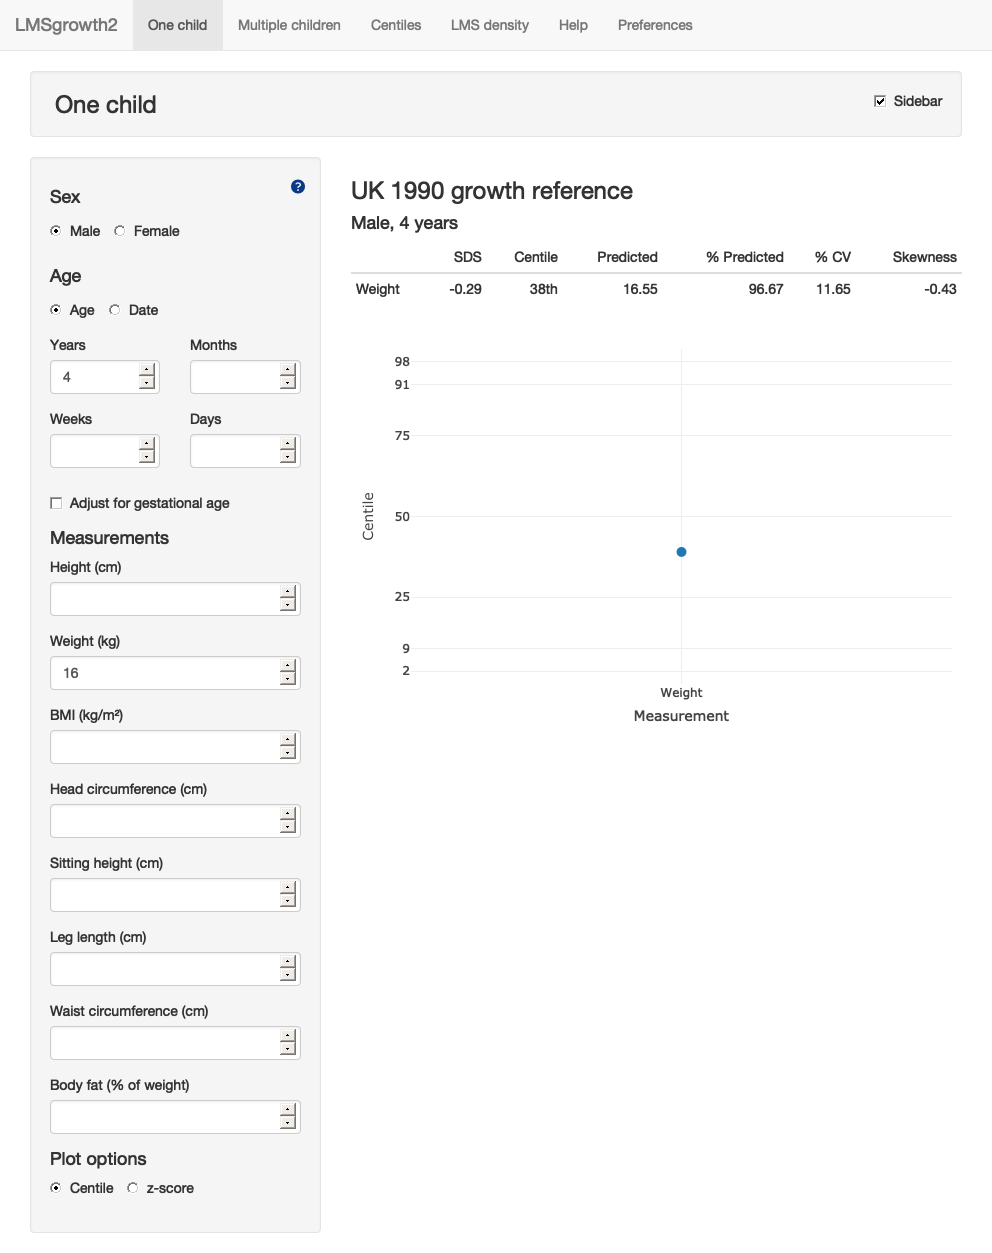 LMSgrowth2 One child Multiple children Centiles LMS density Help Preferences
One child
Sidebar
Sex
Male Female
Age
Age Date
Years Months
4
Weeks Days
Adjust for gestational age
Measurements
Height (cm)
Weight (kg)
16
BMI (kg/m²)
Head circumference (cm)
Sitting height (cm)
Leg length (cm)
Waist circumference (cm)
Body fat (% of weight)
Plot options
Centile z-score
UK 1990 growth reference
Male, 4 years
SDS Centile Predicted % Predicted % CV Skewness
Weight -0.29 38th 16.55 96.67 11.65 -0.43
98
91
75
50
25
9
2
Centile
Weight
Measurement